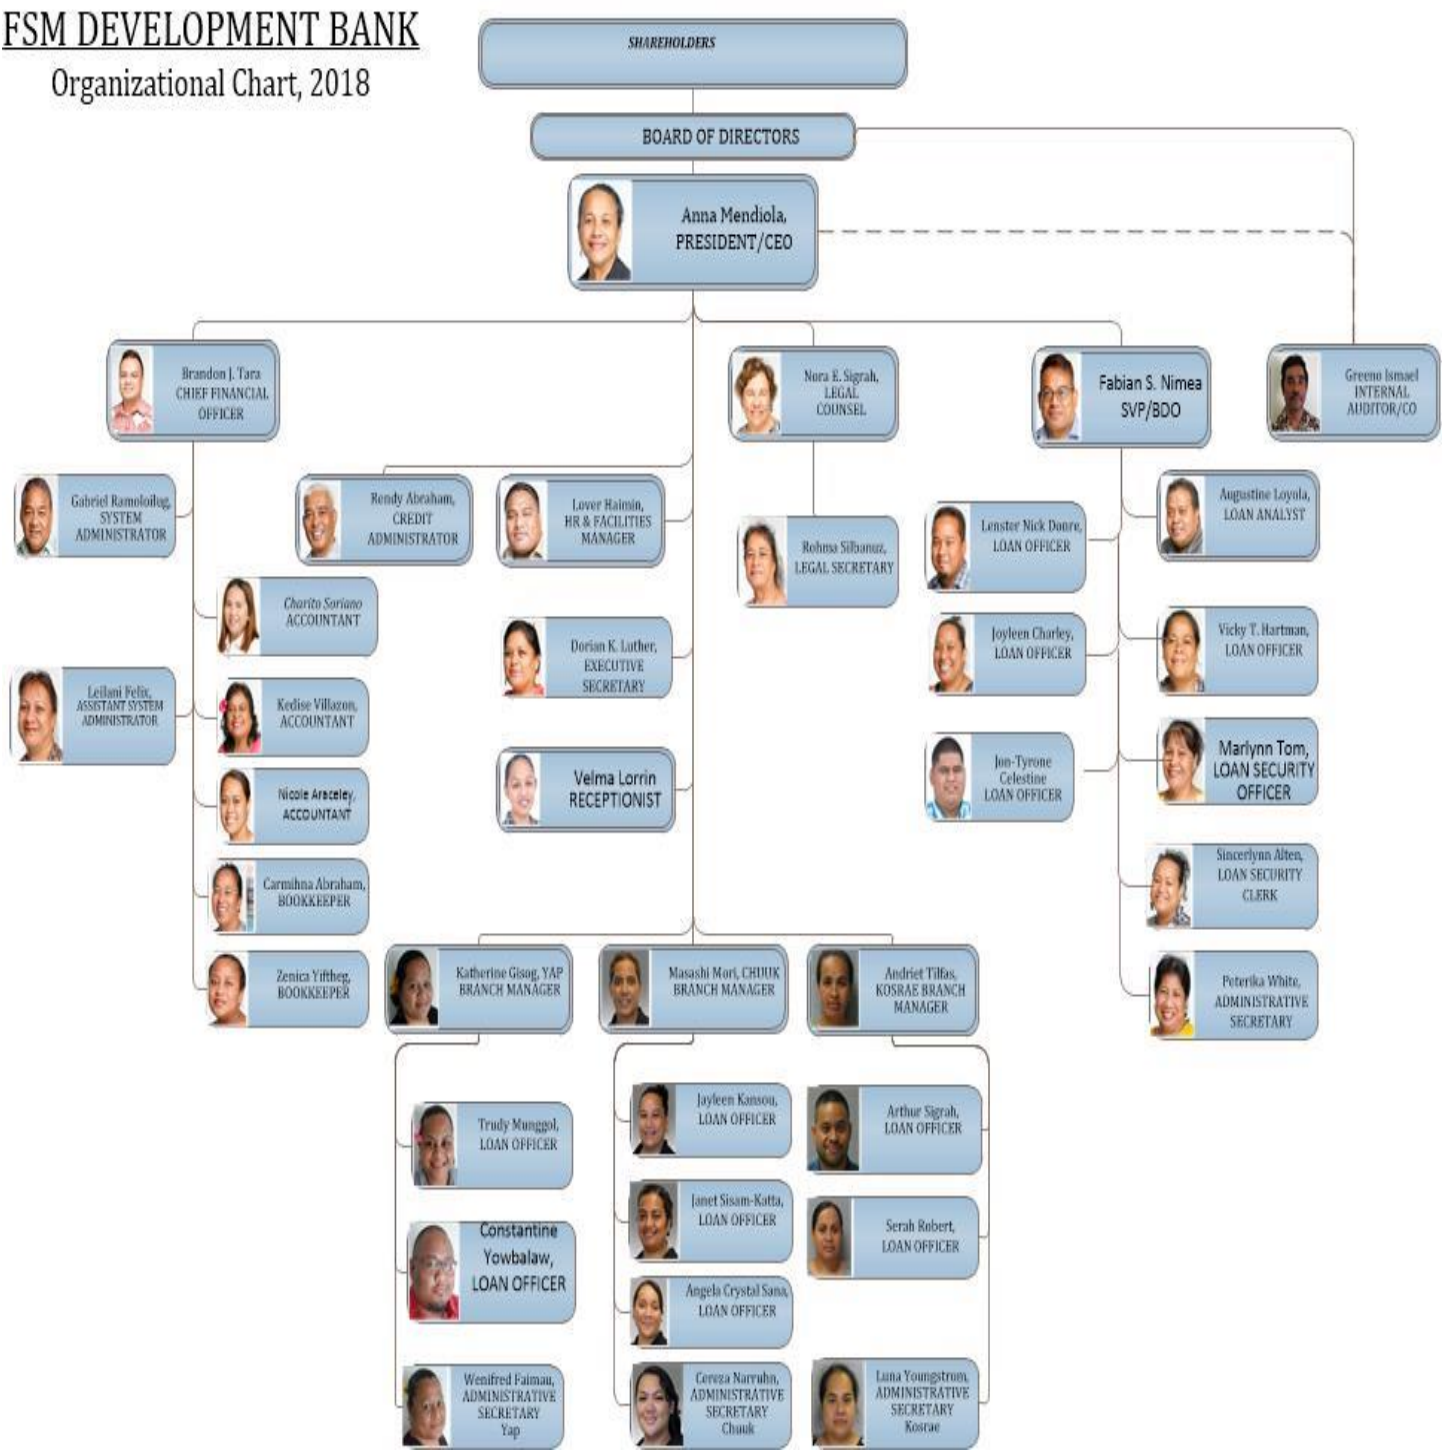 FSM DEVELOPMENT BANK
Organizational Chart, 2018
SHAREHOLDERS
BOARD OF DIRECTORS
Anna Mendiola,
PRESIDENT/CEO
Brandon J. Tara
CHIEF FINANCIAL
OFFICER
Nora E. Sigrah,
LEGAL
COUNSEL
Fabian S. Nimea
SVP/BDO
Greeno Ismael
INTERNAL
AUDITOR/CO
Gabriel Ramoloilug,
SYSTEM
ADMINISTRATOR
Rendy Abraham,
CREDIT
ADMINISTRATOR
Lover Haimin,
HR & FACILITIES
MANAGER
Rohma Silbanuz,
LEGAL SECRETARY
Lenster Nick Donre,
LOAN OFFICER
Augustine Loyola,
LOAN ANALYST
Charito Soriano
ACCOUNTANT
Dorian K. Luther,
EXECUTIVE
SECRETARY
Joyleen Charley,
LOAN OFFICER
Vicky T. Hartman,
LOAN OFFICER
Leilani Felix,
ASSISTANT SYSTEM
ADMINISTRATOR
Kedise Villazon,
ACCOUNTANT
Velma Lorrin
RECEPTIONIST
Jon-Tyrone
Celestine
LOAN OFFICER
Marlynn Tom,
LOAN SECURITY
OFFICER
Nicole Araceley,
ACCOUNTANT
Carmihna Abraham,
BOOKKEEPER
Sincerlynn Alten,
LOAN SECURITY
CLERK
Zenica Yiftheg,
BOOKKEEPER
Katherine Gisog, YAP
BRANCH MANAGER
Masashi Mori, CHUUK
BRANCH MANAGER
Andriet Tilfas,
KOSRAE BRANCH
MANAGER
Peterika White,
ADMINISTRATIVE
SECRETARY
Trudy Munggol,
LOAN OFFICER
Jayleen Kansou,
LOAN OFFICER
Arthur Sigrah,
LOAN OFFICER
Constantine
Yowbalaw,
LOAN OFFICER
Janet Sisam-Katta,
LOAN OFFICER
Serah Robert,
LOAN OFFICER
Angela Crystal Sana,
LOAN OFFICER
Wenifred Faimau,
ADMINISTRATIVE
SECRETARY
Yap
Cereza Narruhn,
ADMINISTRATIVE
SECRETARY
Chuuk
Luna Youngstrom,
ADMINISTRATIVE
SECRETARY
Kosrae